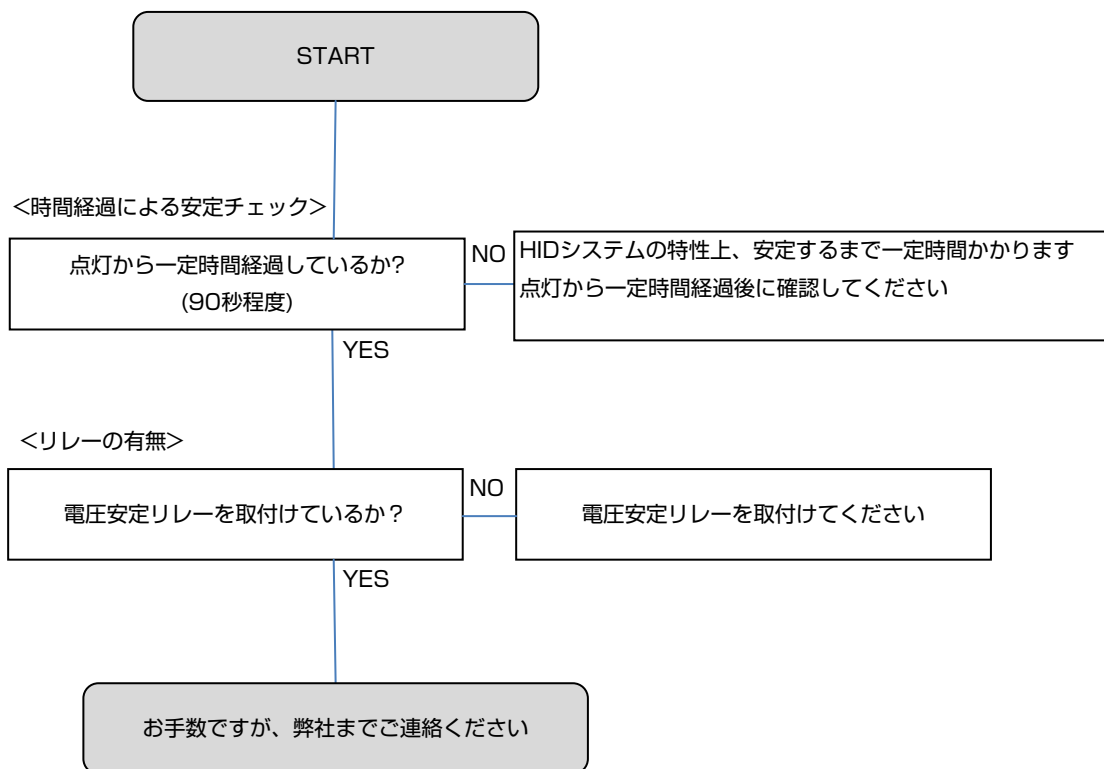 START
<時間経過による安定チェック>
点灯から一定時間経過しているか?
(90秒程度)
NO
HIDシステムの特性上、安定するまで一定時間かかります
点灯から一定時間経過後に確認してください
YES
<リレーの有無>
電圧安定リレーを取付けているか？
NO
電圧安定リレーを取付けてください
YES
お手数ですが、弊社までご連絡ください